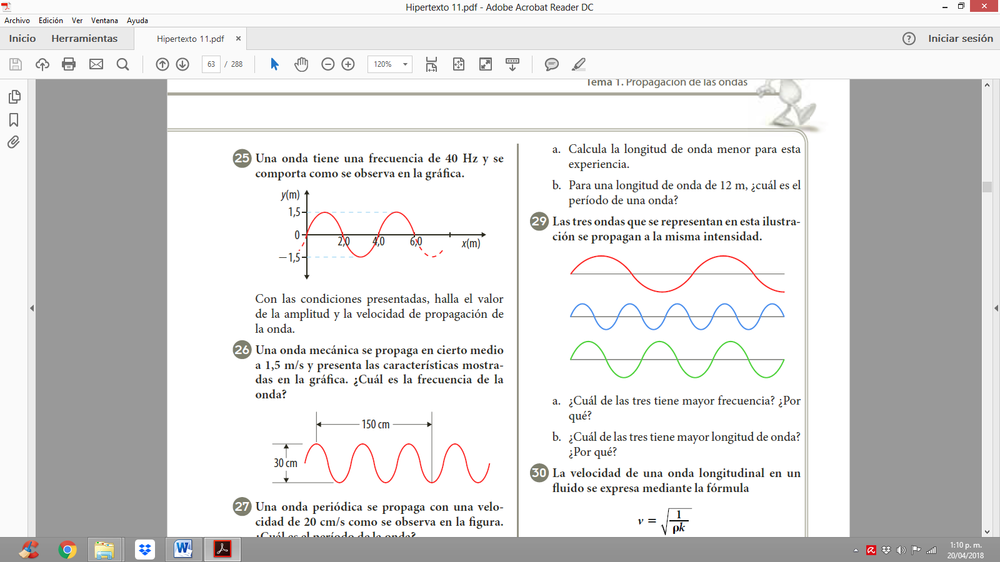 Hipertexto 11.pdf - Adobe Acrobat Reader DC
Archivo Edición Ver Ventana Ayuda
Inicio Herramientas Hipertexto 11.pdf × Iniciar sesión
63 / 288 120%
Tema 1. Propagación de las ondas
25 Una onda tiene una frecuencia de 40 Hz y se
comporta como se observa en la gráfica.
y(m)
1,5
0
2,0 4,0 6,0 x(m)
−1,5
Con las condiciones presentadas, halla el valor
de la amplitud y la velocidad de propagación de
la onda.
26 Una onda mecánica se propaga en cierto medio
a 1,5 m/s y presenta las características mostra-
das en la gráfica. ¿Cuál es la frecuencia de la
onda?
150 cm
30 cm
27 Una onda periódica se propaga con una velo-
cidad de 20 cm/s como se observa en la figura.
¿Cuál es el período de la onda?
a. Calcula la longitud de onda menor para esta
experiencia.
b. Para una longitud de onda de 12 m, ¿cuál es el
período de una onda?
29 Las tres ondas que se representan en esta ilustra-
ción se propagan a la misma intensidad.
a. ¿Cuál de las tres tiene mayor frecuencia? ¿Por
qué?
b. ¿Cuál de las tres tiene mayor longitud de onda?
¿Por qué?
30 La velocidad de una onda longitudinal en un
fluido se expresa mediante la fórmula
v = √(1/ρk)
1:10 p. m.
20/04/2018